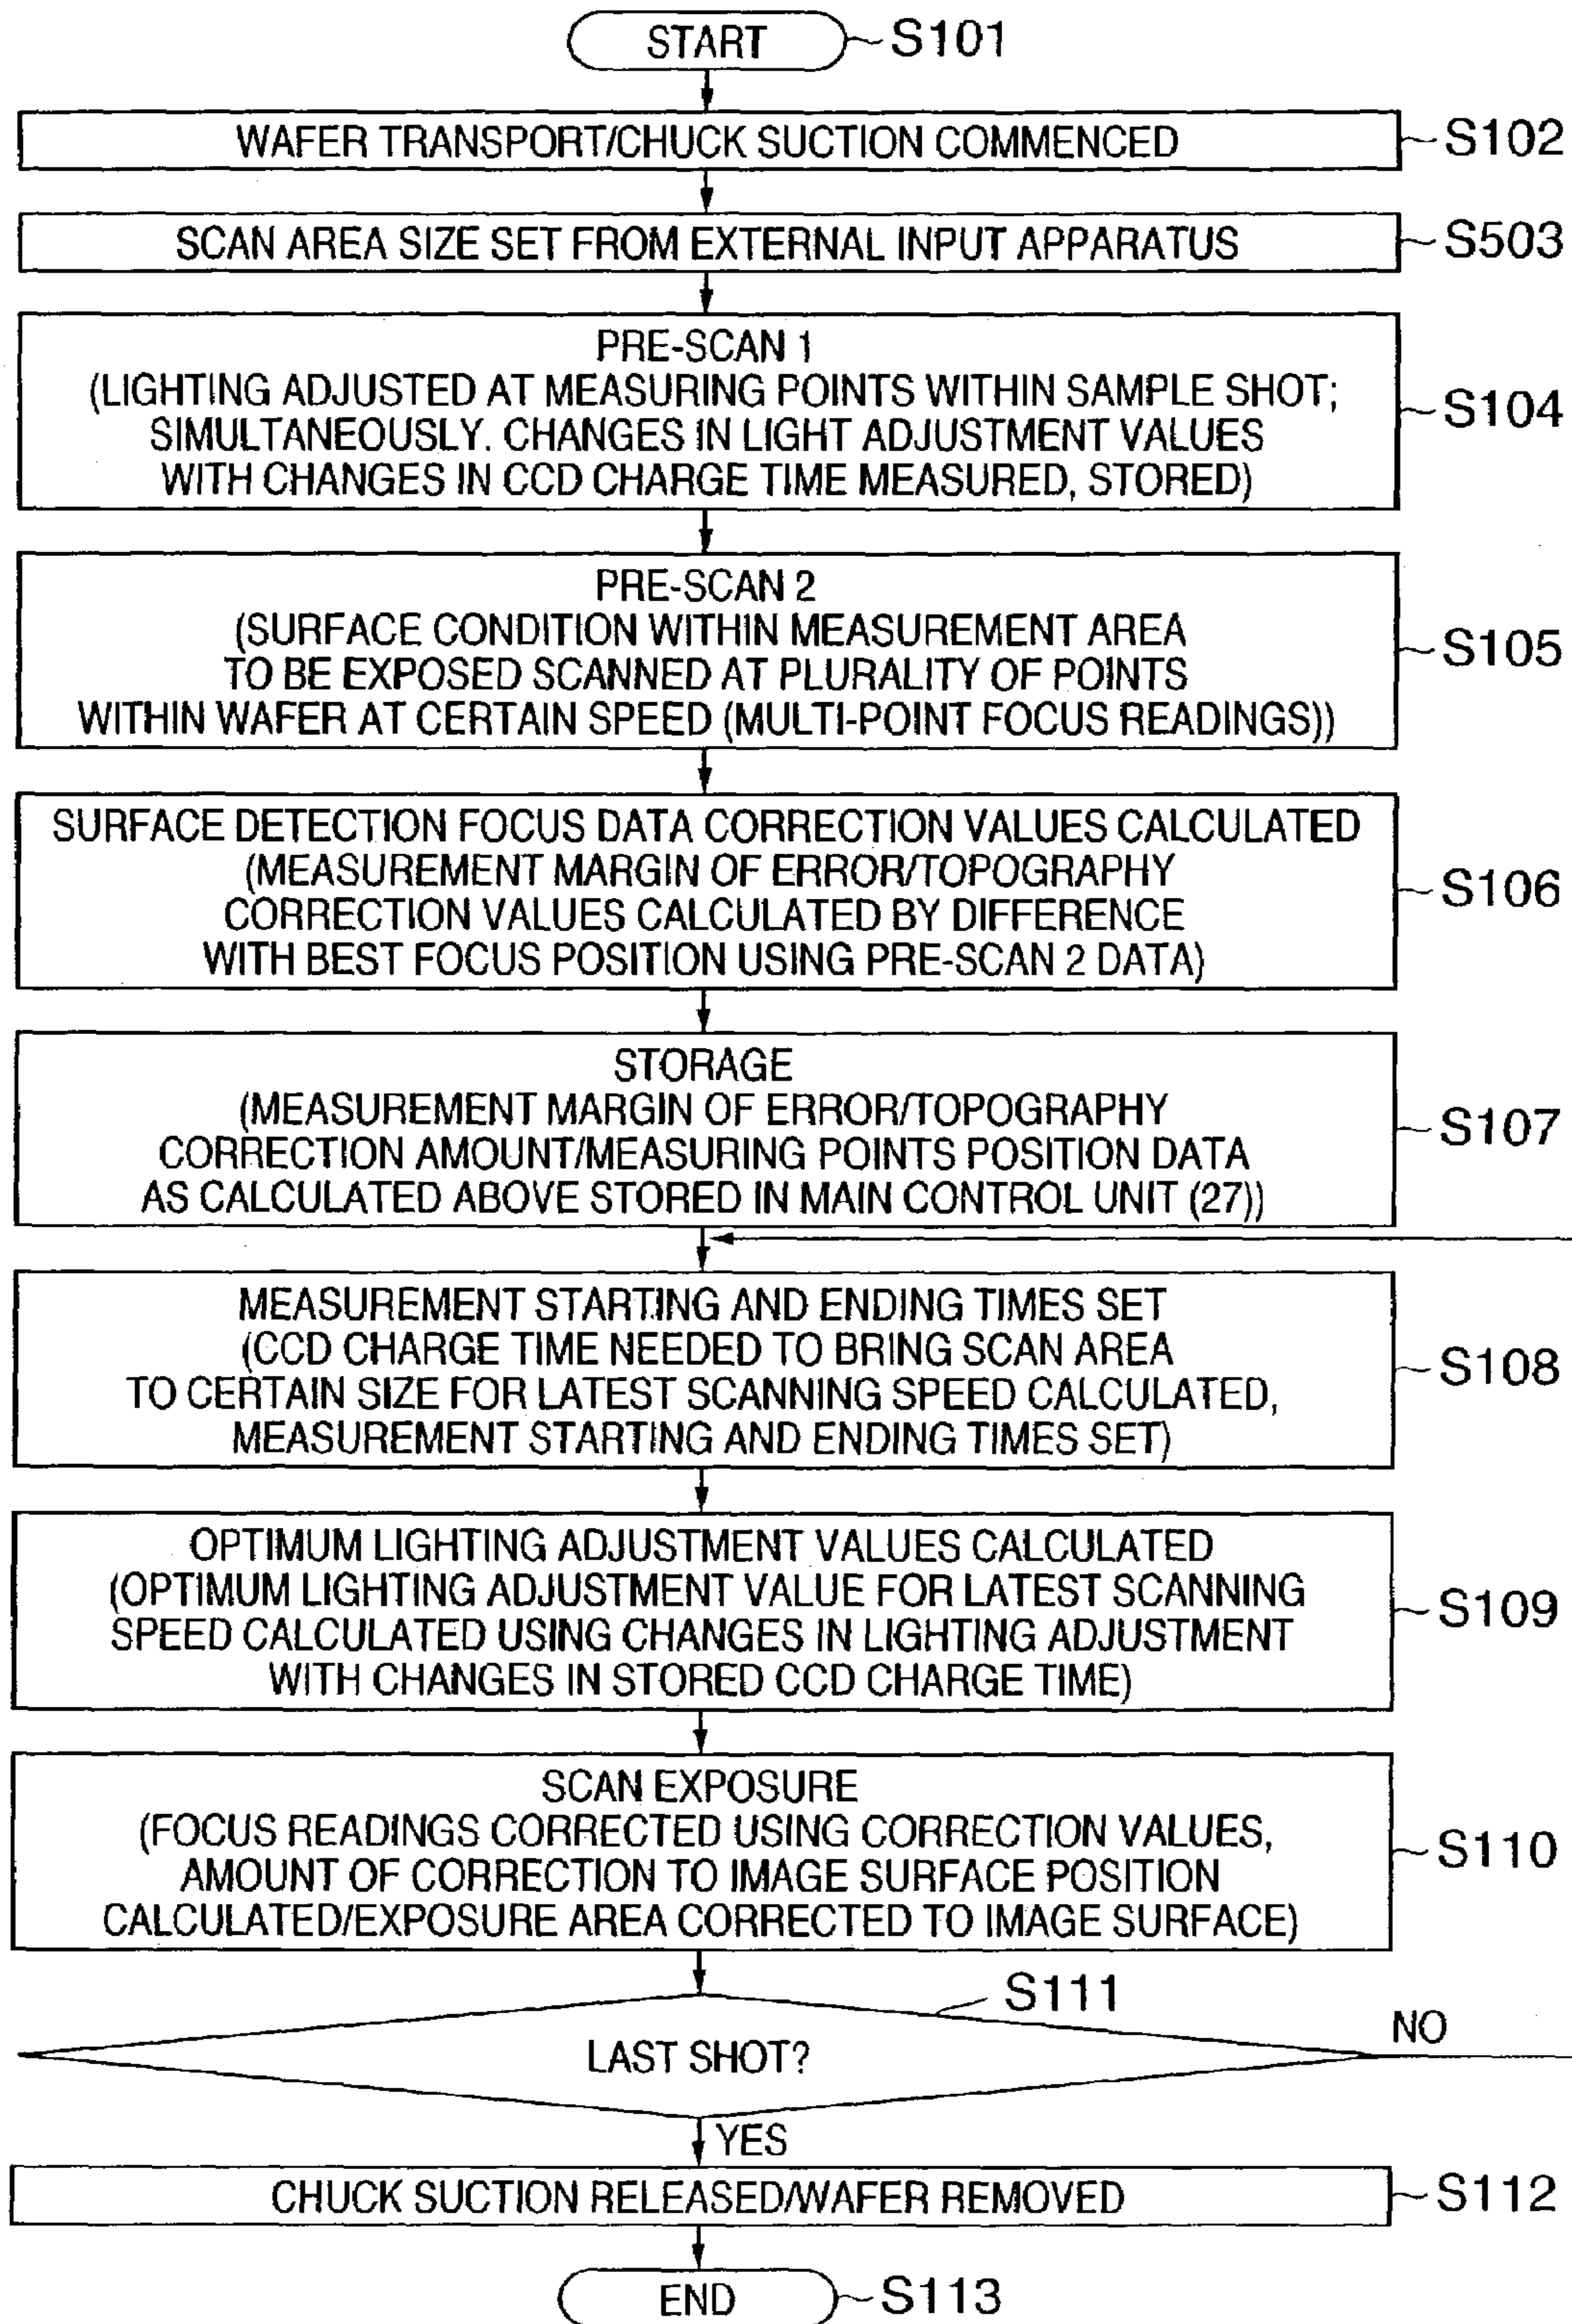 START
S101
WAFER TRANSPORT/CHUCK SUCTION COMMENCED
S102
SCAN AREA SIZE SET FROM EXTERNAL INPUT APPARATUS
S503
PRE-SCAN 1
(LIGHTING ADJUSTED AT MEASURING POINTS WITHIN SAMPLE SHOT;
SIMULTANEOUSLY. CHANGES IN LIGHT ADJUSTMENT VALUES
WITH CHANGES IN CCD CHARGE TIME MEASURED, STORED)
S104
PRE-SCAN 2
(SURFACE CONDITION WITHIN MEASUREMENT AREA
TO BE EXPOSED SCANNED AT PLURALITY OF POINTS
WITHIN WAFER AT CERTAIN SPEED (MULTI-POINT FOCUS READINGS))
S105
SURFACE DETECTION FOCUS DATA CORRECTION VALUES CALCULATED
(MEASUREMENT MARGIN OF ERROR/TOPOGRAPHY
CORRECTION VALUES CALCULATED BY DIFFERENCE
WITH BEST FOCUS POSITION USING PRE-SCAN 2 DATA)
S106
STORAGE
(MEASUREMENT MARGIN OF ERROR/TOPOGRAPHY
CORRECTION AMOUNT/MEASURING POINTS POSITION DATA
AS CALCULATED ABOVE STORED IN MAIN CONTROL UNIT (27))
S107
MEASUREMENT STARTING AND ENDING TIMES SET
(CCD CHARGE TIME NEEDED TO BRING SCAN AREA
TO CERTAIN SIZE FOR LATEST SCANNING SPEED CALCULATED,
MEASUREMENT STARTING AND ENDING TIMES SET)
S108
OPTIMUM LIGHTING ADJUSTMENT VALUES CALCULATED
(OPTIMUM LIGHTING ADJUSTMENT VALUE FOR LATEST SCANNING
SPEED CALCULATED USING CHANGES IN LIGHTING ADJUSTMENT
WITH CHANGES IN STORED CCD CHARGE TIME)
S109
SCAN EXPOSURE
(FOCUS READINGS CORRECTED USING CORRECTION VALUES,
AMOUNT OF CORRECTION TO IMAGE SURFACE POSITION
CALCULATED/EXPOSURE AREA CORRECTED TO IMAGE SURFACE)
S110
S111
LAST SHOT?
NO
YES
CHUCK SUCTION RELEASED/WAFER REMOVED
S112
END
S113